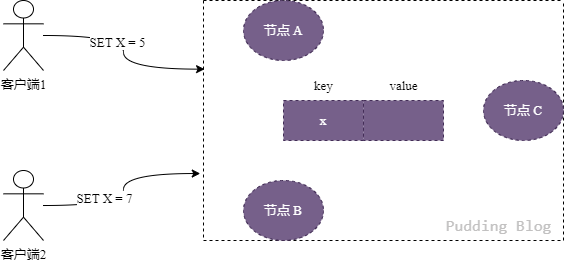 节点 A
SET X = 5
客户端1
key
value
节点 C
x
SET X = 7
节点 B
Pudding Blog
客户端2